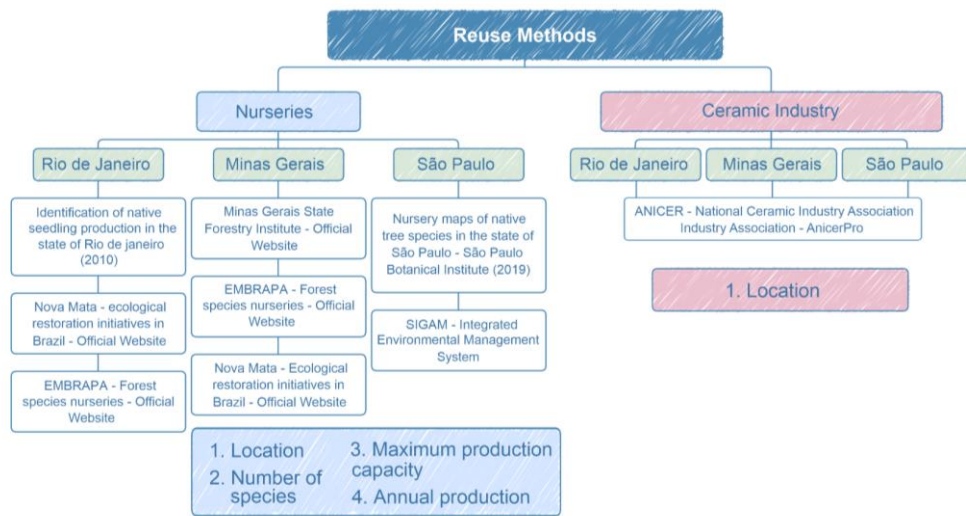 Reuse Methods
Nurseries
Ceramic Industry
Rio de Janeiro
Minas Gerais
São Paulo
Rio de Janeiro
Minas Gerais
São Paulo
Identification of native
seedling production in the
state of Rio de janeiro
(2010)
Nova Mata - ecological
restoration initiatives in
Brazil - Official Website
EMBRAPA - Forest
species nurseries - Official
Website
Minas Gerais State
Forestry Institute - Official
Website
EMBRAPA - Forest
species nurseries - Official
Website
Nova Mata - Ecological
restoration initiatives in
Brazil - Official Website
Nursery maps of native
tree species in the state of
São Paulo - São Paulo
Botanical Institute (2019)
SIGAM - Integrated
Environmental Management
System
ANICER - National Ceramic Industry Association
Industry Association - AnicerPro
1. Location
1. Location
2. Number of
species
3. Maximum production
capacity
4. Annual production